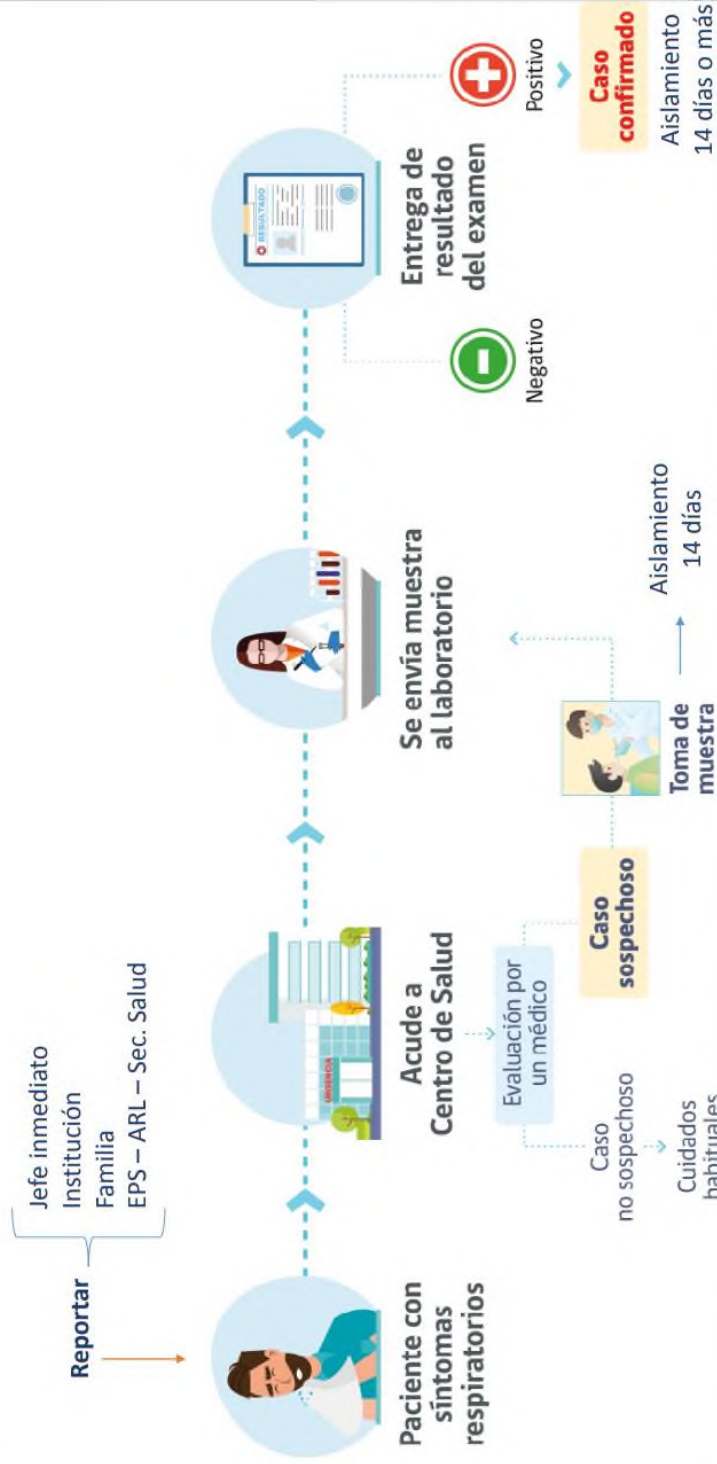 Reportar
Jefe inmediato
Institución
Familia
EPS – ARL – Sec. Salud
Paciente con
síntomas
respiratorios
URGENCIA
Acude a
Centro de Salud
Evaluación por
un médico
Caso
no sospechoso
Cuidados
habituales
Caso
sospechoso
Toma de
muestra
Aislamiento
14 días
Se envía muestra
al laboratorio
RESULTADO
Entrega de
resultado
del examen
Negativo
Positivo
Caso
confirmado
Aislamiento
14 días o más